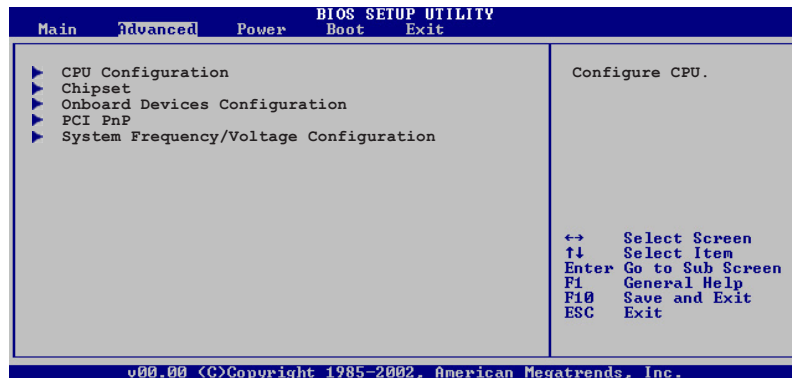 BIOS SETUP UTILITY
Main Advanced Power Boot Exit
CPU Configuration
Chipset
Onboard Devices Configuration
PCI PnP
System Frequency/Voltage Configuration
Configure CPU.
←→ Select Screen
↑↓ Select Item
Enter Go to Sub Screen
F1 General Help
F10 Save and Exit
ESC Exit
v00.00 (C)Copyright 1985-2002, American Megatrends, Inc.